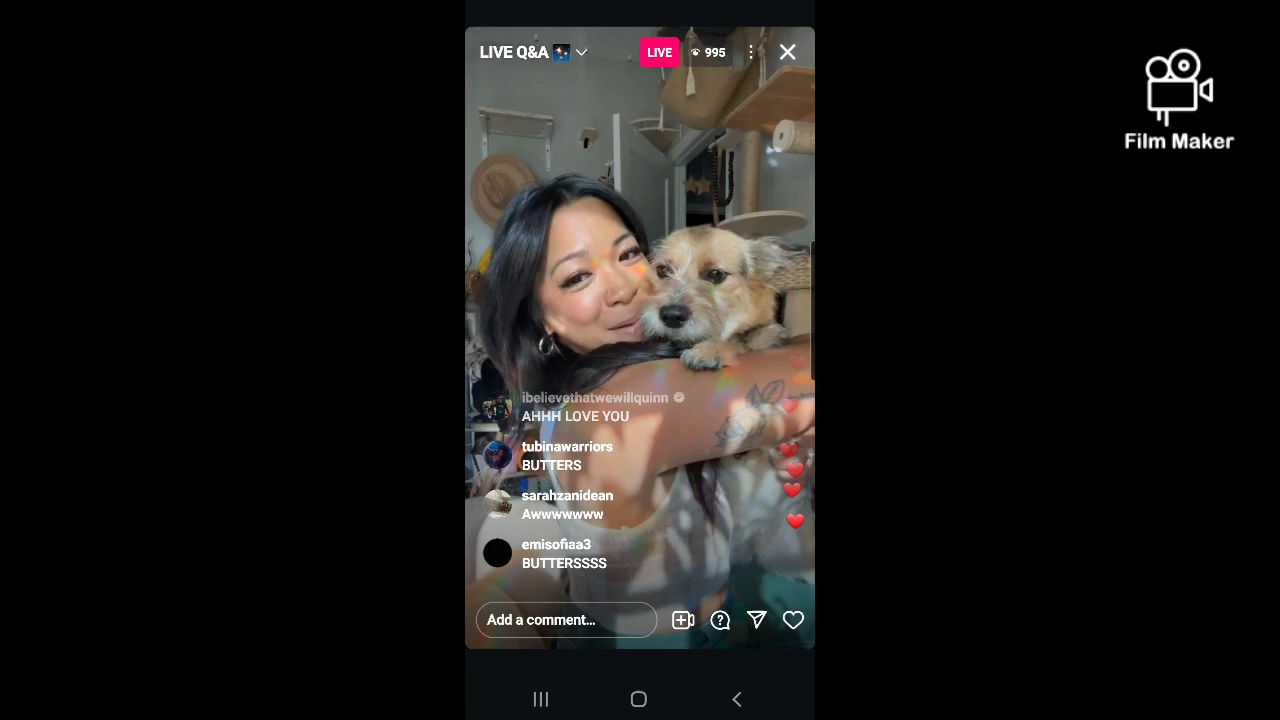 LIVE Q&A
LIVE
995
Film Maker
ibelievethatwewillquinn
AHHH LOVE YOU
tubinawarriors
BUTTERS
sarahzanidean
Awwwwwww
emisofiaa3
BUTTERSSSS
Add a comment...